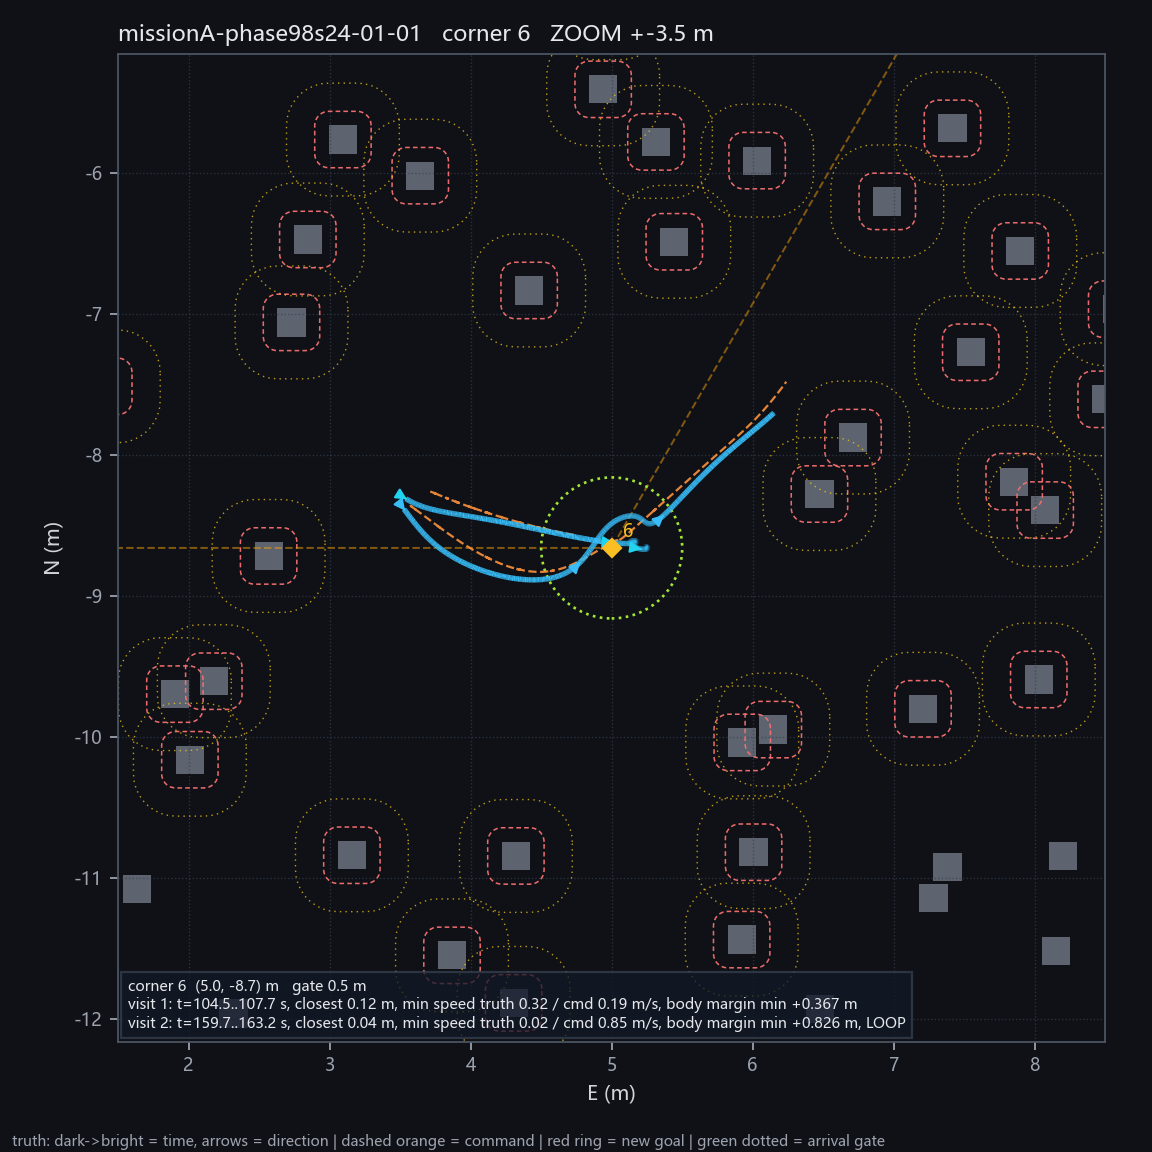 missionA-phase98s24-01-01   corner 6   ZOOM +-3.5 m
-6
-7
-8
-9
-10
-11
-12
N (m)
6
corner 6  (5.0, -8.7) m   gate 0.5 m
visit 1: t=104.5..107.7 s, closest 0.12 m, min speed truth 0.32 / cmd 0.19 m/s, body margin min +0.367 m
visit 2: t=159.7..163.2 s, closest 0.04 m, min speed truth 0.02 / cmd 0.85 m/s, body margin min +0.826 m, LOOP
2 3 4 5 6 7 8
E (m)
truth: dark->bright = time, arrows = direction | dashed orange = command | red ring = new goal | green dotted = arrival gate